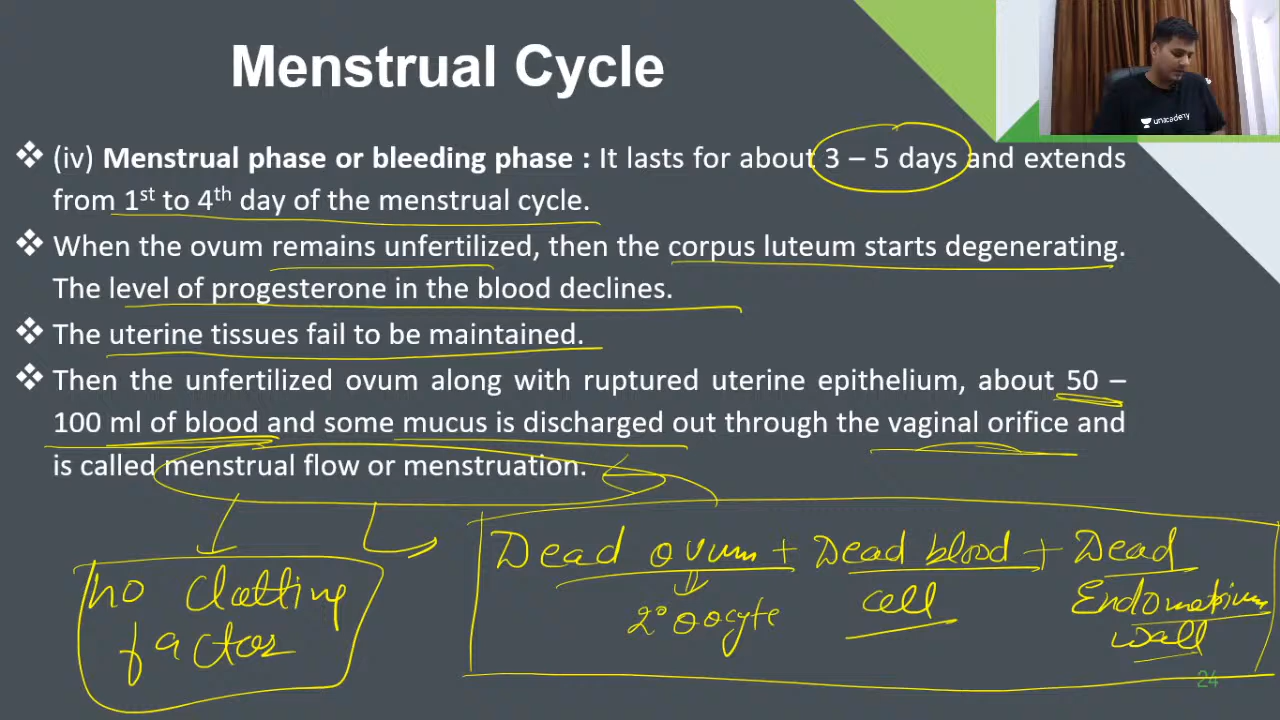 Menstrual Cycle
unacademy
❖ (iv) Menstrual phase or bleeding phase : It lasts for about 3 – 5 days and extends
from 1st to 4th day of the menstrual cycle.
❖ When the ovum remains unfertilized, then the corpus luteum starts degenerating.
The level of progesterone in the blood declines.
❖ The uterine tissues fail to be maintained.
❖ Then the unfertilized ovum along with ruptured uterine epithelium, about 50 –
100 ml of blood and some mucus is discharged out through the vaginal orifice and
is called menstrual flow or menstruation.
no Clotting
factor
Dead ovum + Dead blood + Dead
2° oocyte cell Endometrium
wall
24